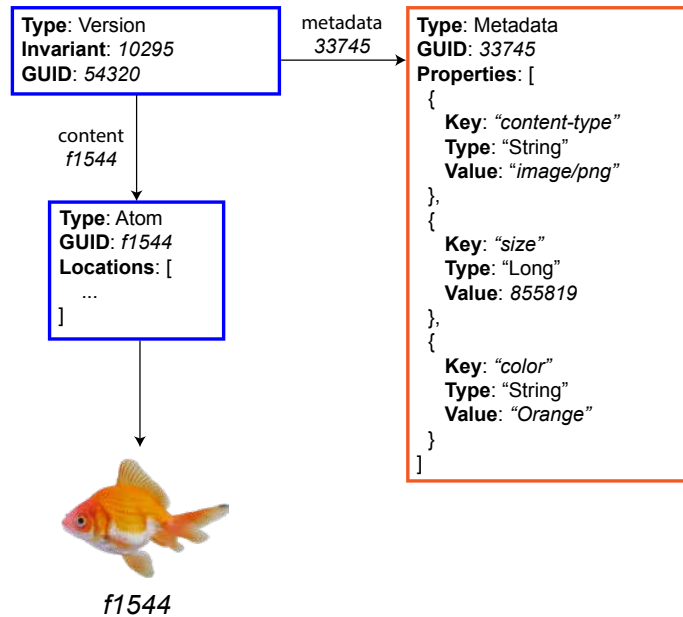 Type: Version
Invariant: 10295
GUID: 54320
metadata
33745
content
f1544
Type: Atom
GUID: f1544
Locations: [
...
]
f1544
Type: Metadata
GUID: 33745
Properties: [
{
Key: “content-type”
Type: “String”
Value: “image/png”
},
{
Key: “size”
Type: “Long”
Value: 855819
},
{
Key: “color”
Type: “String”
Value: “Orange”
}
]